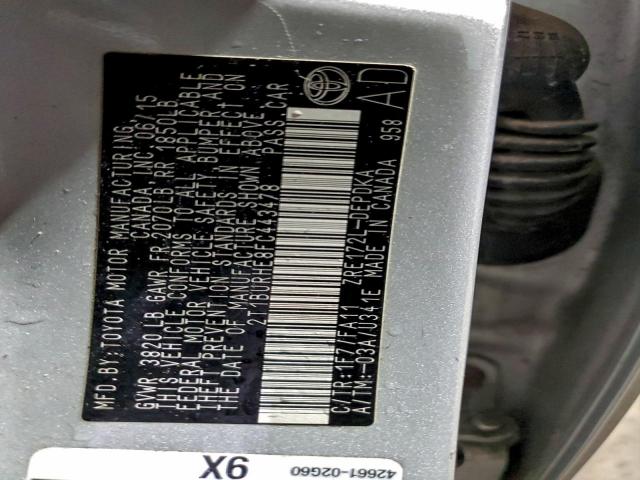 MFD.BY:TOYOTA MOTOR MANUFACTURING
CANADA INC. 06/15
GVWR 3820 LB GAWR FR 2070LB RR 1850LB
THIS VEHICLE CONFORMS TO ALL APPLICABLE
FEDERAL MOTOR VEHICLE SAFETY, BUMPER, AND
THEFT PREVENTION STANDARDS IN EFFECT ON
THE DATE OF MANUFACTURE SHOWN ABOVE.
2T1BURHE8FC443478 PASS.CAR
C/TR:1F7/FA11 ZRE172L-DEPDKA
A/TM:-03A/U341E MADE IN CANADA 958
AD
42661-02G60
9X